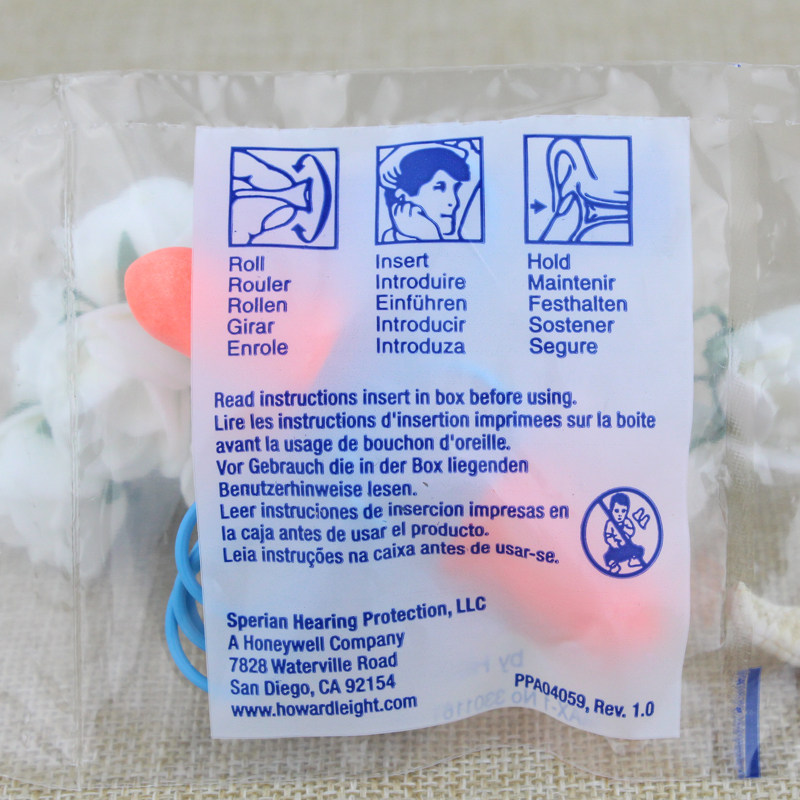 Roll
Rouler
Rollen
Girar
Enrole
Insert
Introduire
Einführen
Introducir
Introduza
Hold
Maintenir
Festhalten
Sostener
Segure
Read instructions insert in box before using.
Lire les instructions d'insertion imprimees sur la boite
avant la usage de bouchon d'oreille.
Vor Gebrauch die in der Box liegenden
Benutzerhinweise lesen.
Leer instruciones de insercion impresas en
la caja antes de usar el producto.
Leia instruções na caixa antes de usar-se.
Sperian Hearing Protection, LLC
A Honeywell Company
7828 Waterville Road
San Diego, CA 92154
www.howardleight.com
PPA04059, Rev. 1.0